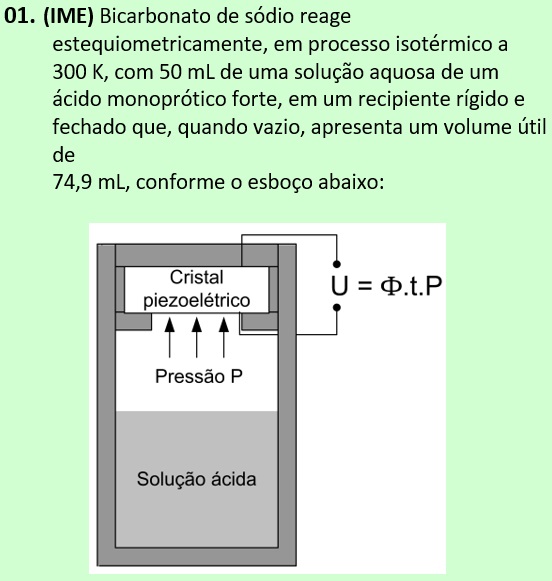 01. (IME) Bicarbonato de sódio reage
estequiometricamente, em processo isotérmico a
300 K, com 50 mL de uma solução aquosa de um
ácido monoprótico forte, em um recipiente rígido e
fechado que, quando vazio, apresenta um volume útil
de
74,9 mL, conforme o esboço abaixo:
Cristal
piezoelétrico
U = Φ.t.P
Pressão P
Solução ácida